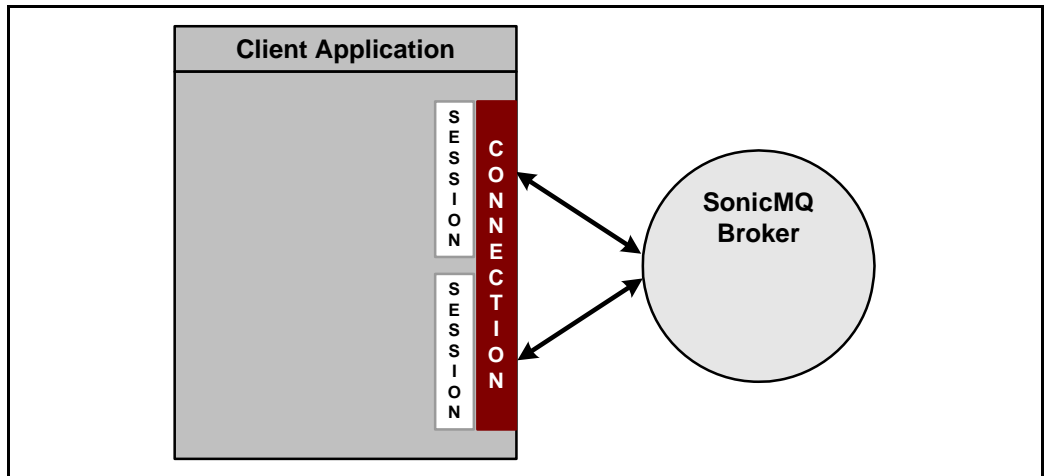 Client Application
SESSION
CONNECTION
SESSION
SonicMQ
Broker